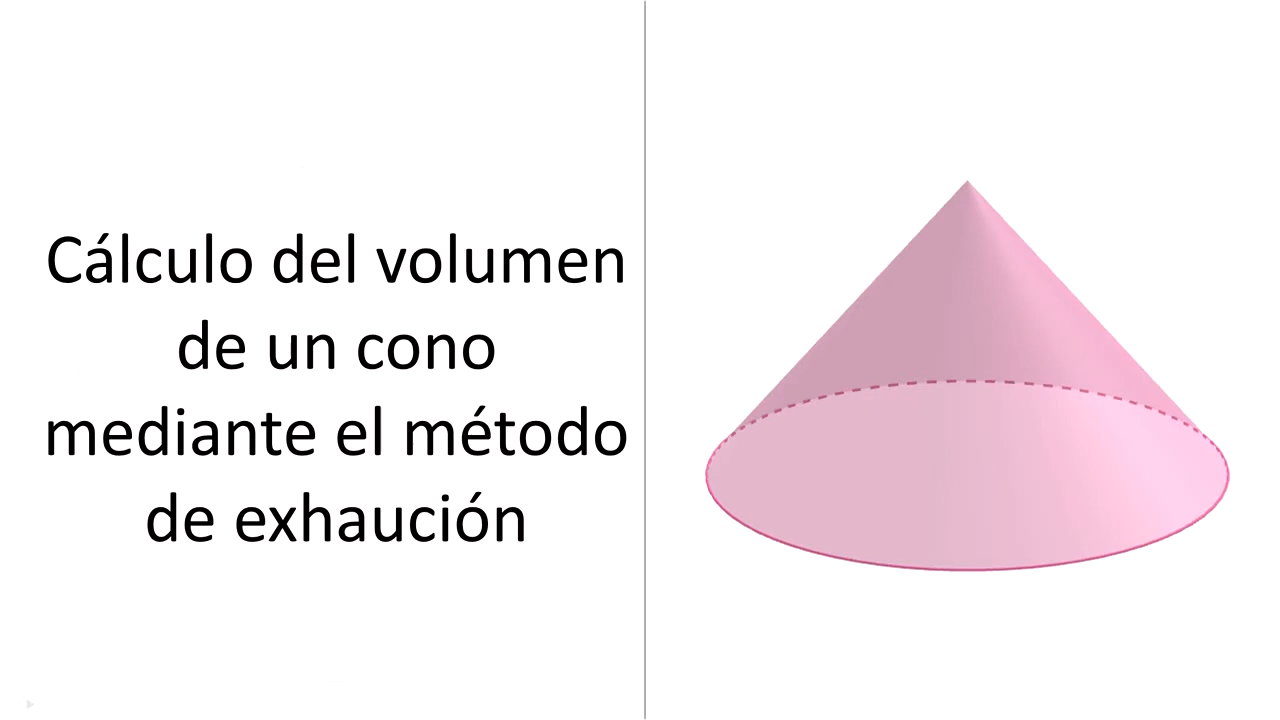 Cálculo del volumen
de un cono
mediante el método
de exhaución